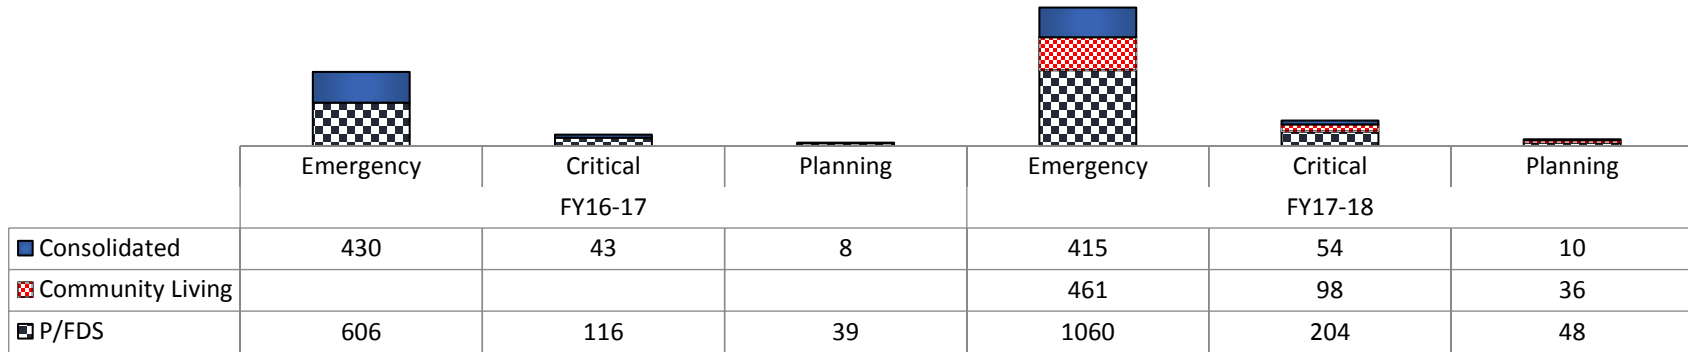 Emergency Critical Planning Emergency Critical Planning
FY16-17 FY17-18
Consolidated 430 43 8 415 54 10
Community Living 461 98 36
P/FDS 606 116 39 1060 204 48